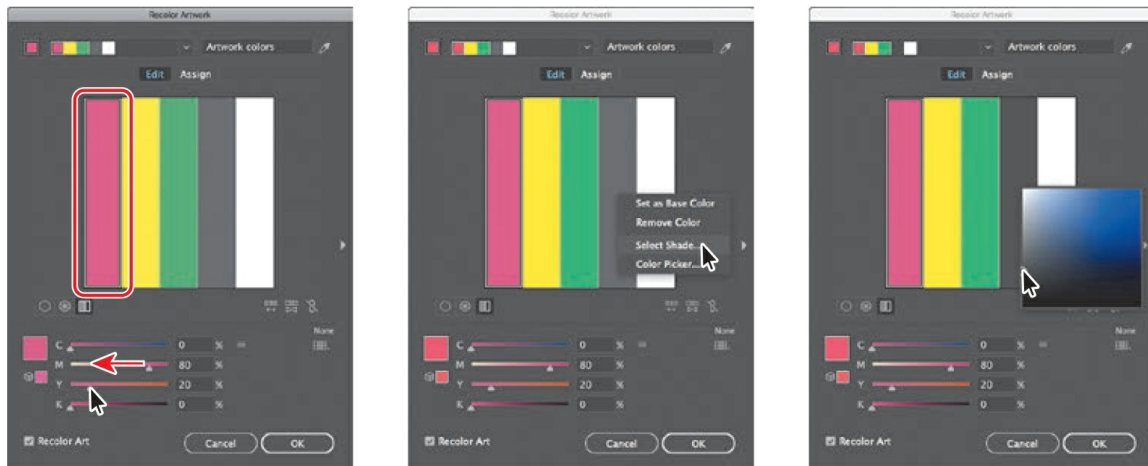 Recolor Artwork
Artwork colors
Edit Assign
None
C 0 %
M 80 %
Y 20 %
K 0 %
Recolor Art Cancel OK
Recolor Artwork
Artwork colors
Edit Assign
Set as Base Color
Remove Color
Select Shade...
Color Picker...
None
C 0 %
M 80 %
Y 20 %
K 0 %
Recolor Art Cancel OK
Recolor Artwork
Artwork colors
Edit Assign
None
C 0 %
M 80 %
Y 20 %
K 0 %
Recolor Art Cancel OK